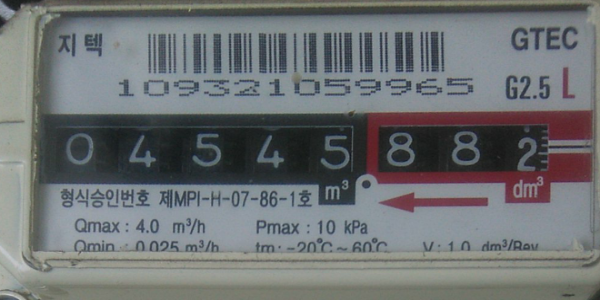 지텍 GTEC
109321059965 G2.5 L
04545 882
m³ dm³
형식승인번호 제MPI-H-07-86-1호
Qmax : 4.0 m³/h Pmax : 10 kPa
Qmin : 0.025 m³/h tm : -20℃ ~ 60℃ V : 1.0 dm³/Rev